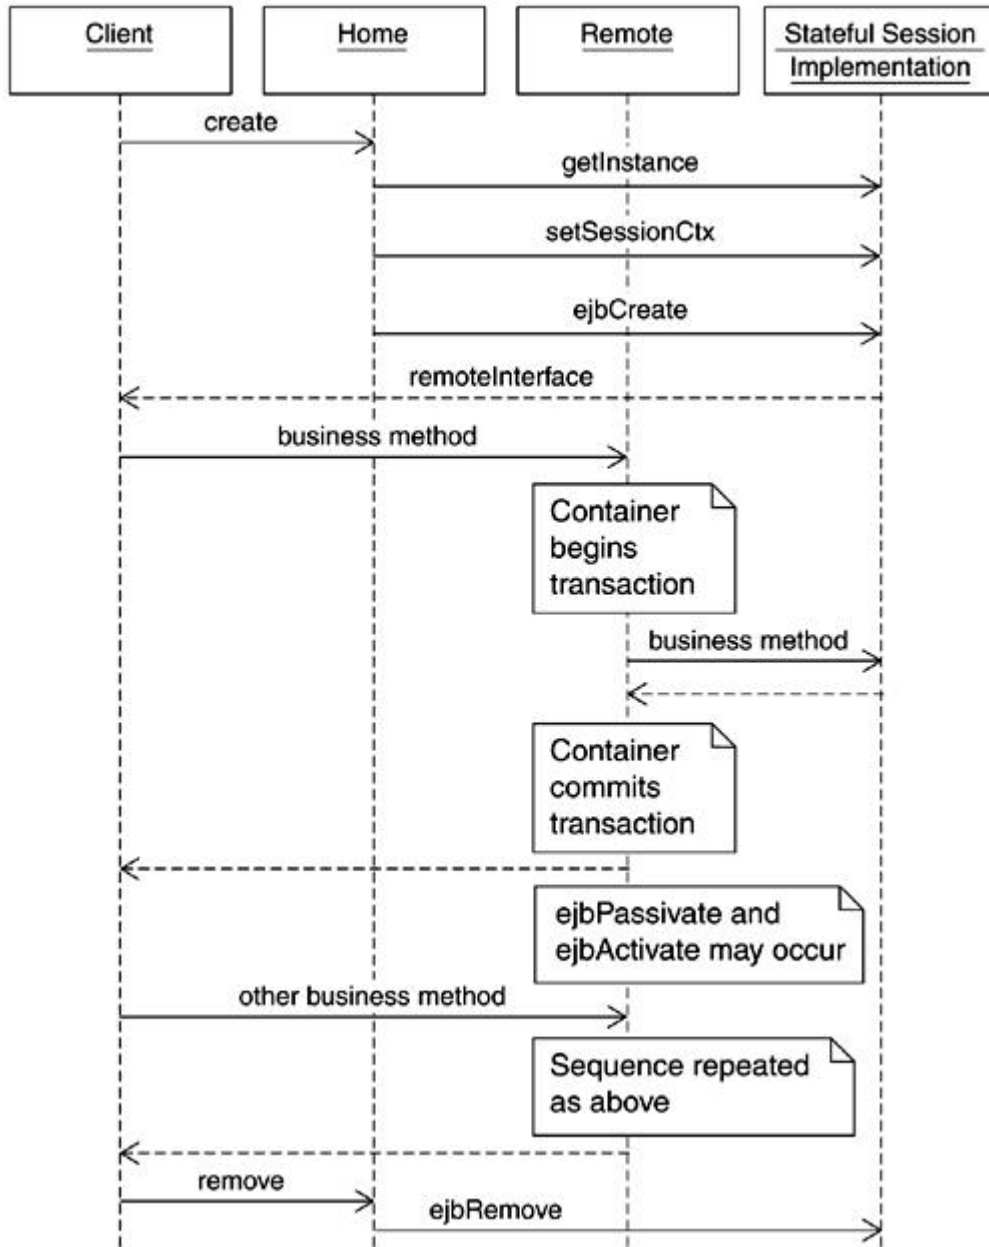 Client
Home
Remote
Stateful Session
Implementation
create
getInstance
setSessionCtx
ejbCreate
remoteInterface
business method
Container
begins
transaction
business method
Container
commits
transaction
ejbPassivate and
ejbActivate may occur
other business method
Sequence repeated
as above
remove
ejbRemove